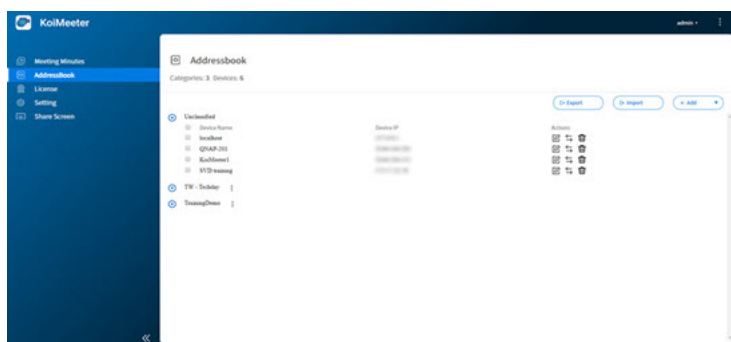 KoiMeeter
admin
Meeting Minutes
AddressBook
License
Setting
Share Screen
Addressbook
Categories: 3 Devices: 6
Export
Import
+ Add
Unclassified
Device Name Device IP Actions
localhost
QNAP-201
KoiMeeter1
NVD training
TW - Techday
TrainingDemo